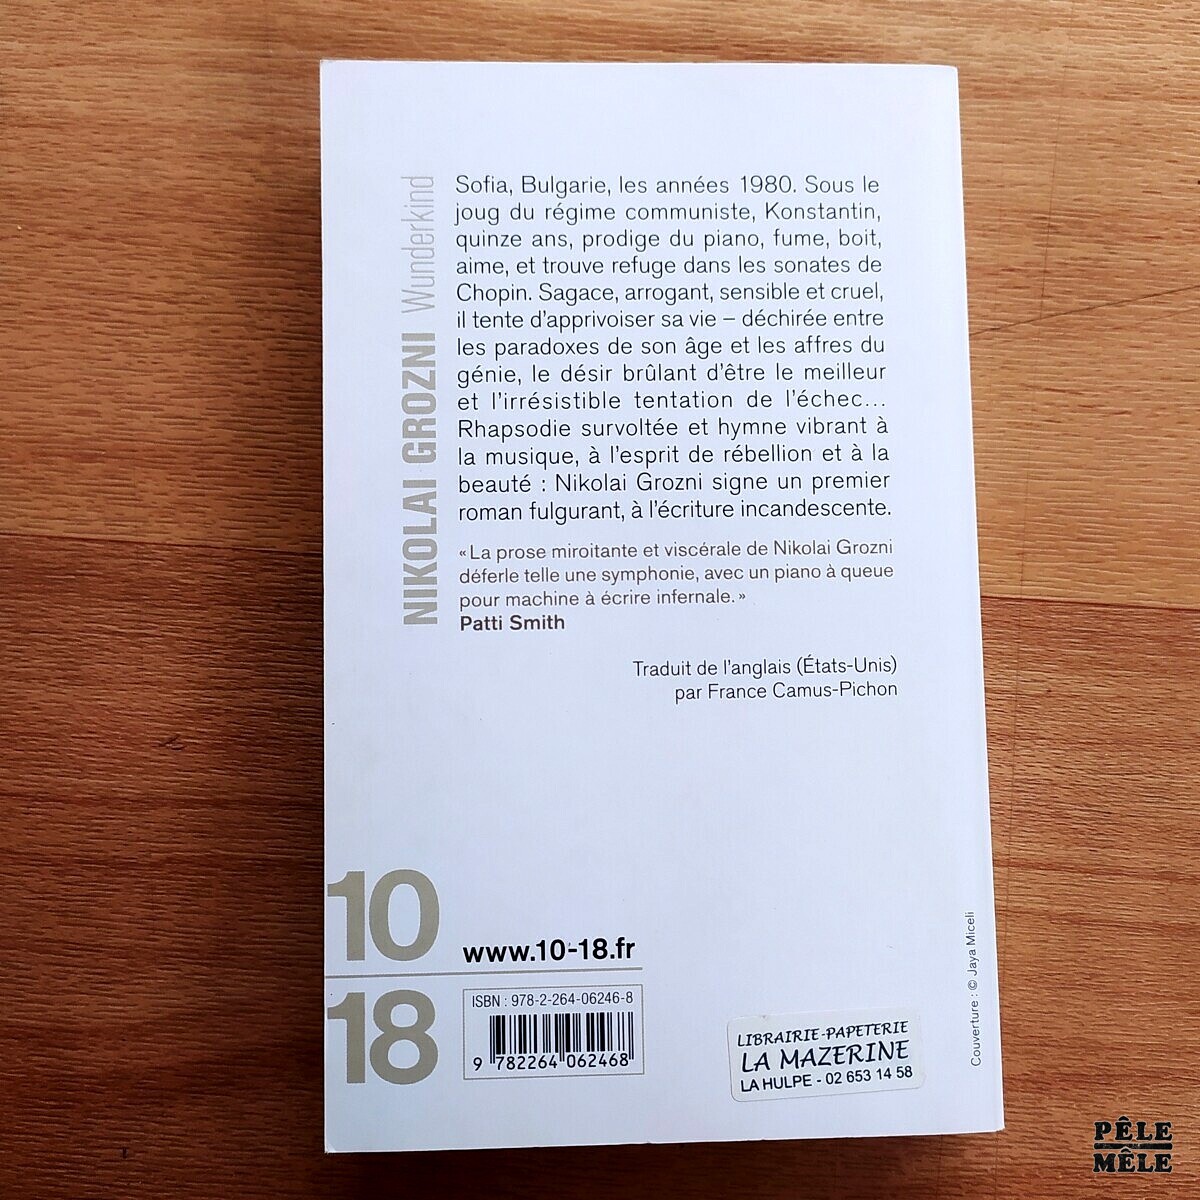 NIKOLAI GROZNI Wunderkind
Sofia, Bulgarie, les années 1980. Sous le
joug du régime communiste, Konstantin,
quinze ans, prodige du piano, fume, boit,
aime, et trouve refuge dans les sonates de
Chopin. Sagace, arrogant, sensible et cruel,
il tente d'apprivoiser sa vie – déchirée entre
les paradoxes de son âge et les affres du
génie, le désir brûlant d'être le meilleur
et l'irrésistible tentation de l'échec...
Rhapsodie survoltée et hymne vibrant à
la musique, à l'esprit de rébellion et à la
beauté : Nikolai Grozni signe un premier
roman fulgurant, à l'écriture incandescente.
« La prose miroitante et viscérale de Nikolai Grozni
déferle telle une symphonie, avec un piano à queue
pour machine à écrire infernale. »
Patti Smith
Traduit de l'anglais (États-Unis)
par France Camus-Pichon
10
18
www.10-18.fr
ISBN : 978-2-264-06246-8
9 782264 062468
LIBRAIRIE-PAPETERIE
LA MAZERINE
LA HULPE - 02 653 14 58
Couverture : © Jaya Miceli
PÊLE
MÊLE